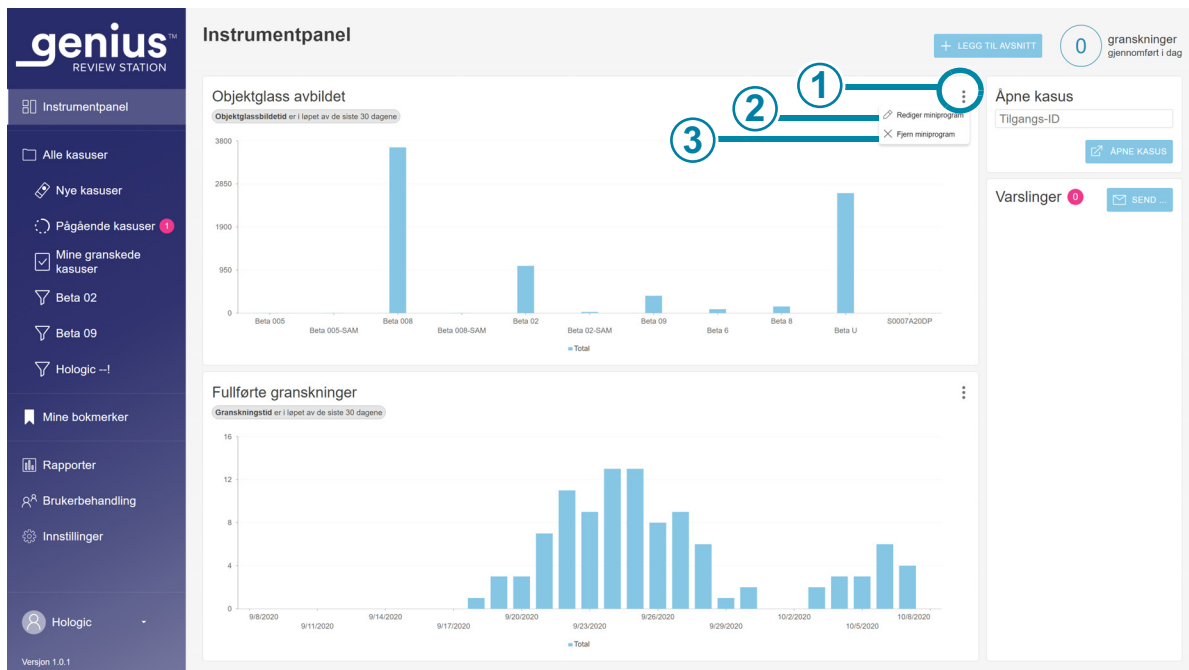 genius™
REVIEW STATION
Instrumentpanel
Alle kasuser
Nye kasuser
Pågående kasuser 1
Mine granskede
kasuser
Beta 02
Beta 09
Hologic --!
Mine bokmerker
Rapporter
Brukerbehandling
Innstillinger
Hologic
Versjon 1.0.1
Instrumentpanel
+ LEGG TIL AVSNITT
0
granskninger
gjennomført i dag
Objektglass avbildet
Objektglassbildetid er i løpet av de siste 30 dagene
1
2
3
Rediger miniprogram
Fjern miniprogram
3800
2850
1900
950
0
Beta 005
Beta 005-SAM
Beta 008
Beta 008-SAM
Beta 02
Beta 02-SAM
Beta 09
Beta 6
Beta 8
Beta U
S0007A20DP
Total
Fullførte granskninger
Granskningstid er i løpet av de siste 30 dagene
16
12
8
4
0
9/8/2020
9/11/2020
9/14/2020
9/17/2020
9/20/2020
9/23/2020
9/26/2020
9/29/2020
10/2/2020
10/5/2020
10/8/2020
Total
Åpne kasus
Tilgangs-ID
ÅPNE KASUS
Varslinger 0
SEND ...